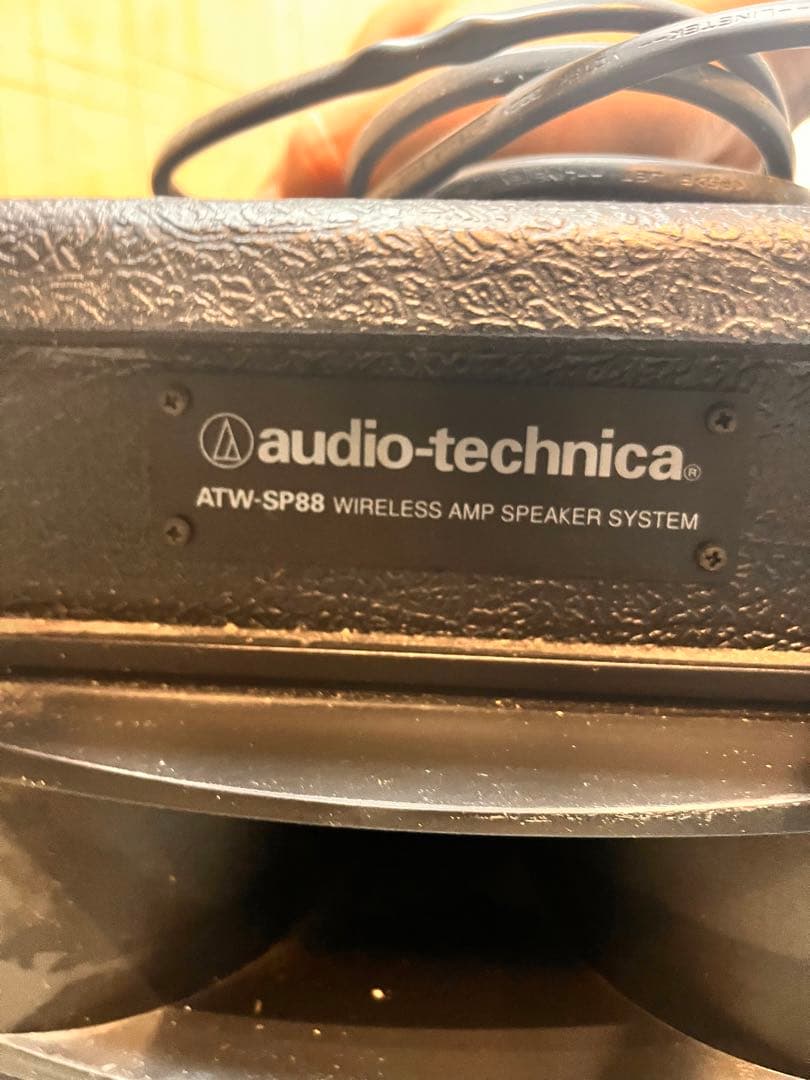 audio-technica®
ATW-SP88 WIRELESS AMP SPEAKER SYSTEM